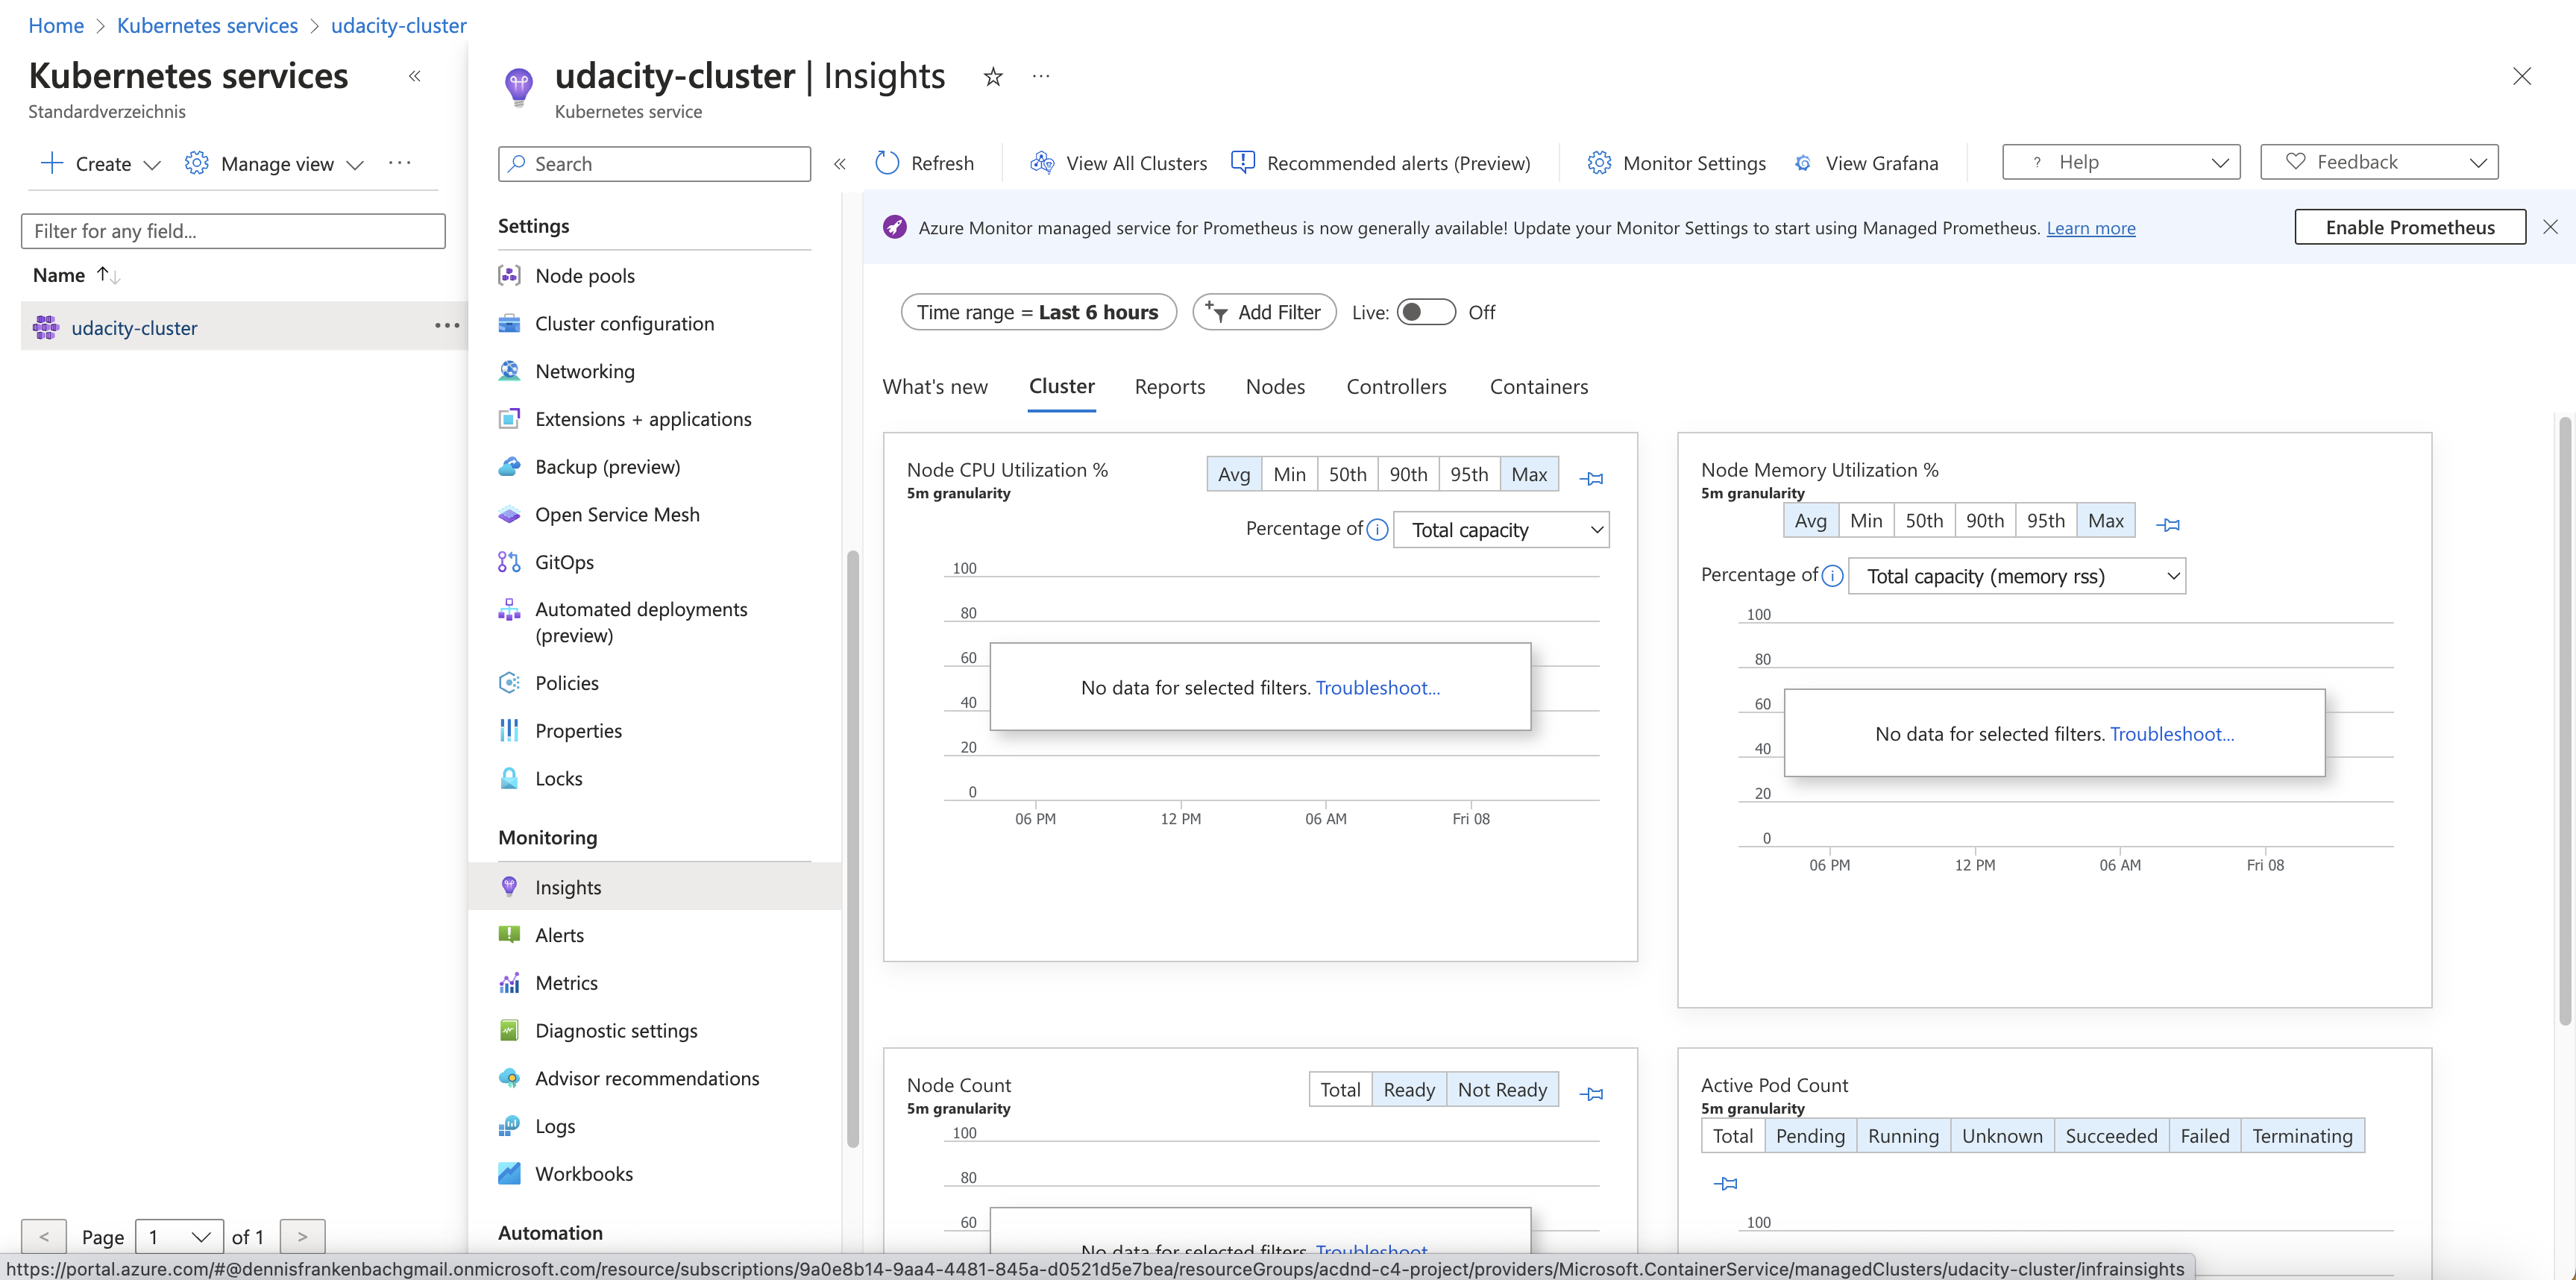 Home > Kubernetes services > udacity-cluster
Kubernetes services «
Standardverzeichnis
Create Manage view ···
Filter for any field...
Name ↑↓
udacity-cluster ···
< Page 1 of 1 >
udacity-cluster | Insights ☆ ···
Kubernetes service
Search «
Settings
Node pools
Cluster configuration
Networking
Extensions + applications
Backup (preview)
Open Service Mesh
GitOps
Automated deployments
(preview)
Policies
Properties
Locks
Monitoring
Insights
Alerts
Metrics
Diagnostic settings
Advisor recommendations
Logs
Workbooks
Automation
Refresh View All Clusters Recommended alerts (Preview) Monitor Settings View Grafana ? Help Feedback
Azure Monitor managed service for Prometheus is now generally available! Update your Monitor Settings to start using Managed Prometheus. Learn more Enable Prometheus
Time range = Last 6 hours Add Filter Live: Off
What's new Cluster Reports Nodes Controllers Containers
Node CPU Utilization %
5m granularity
Avg Min 50th 90th 95th Max
Percentage of Total capacity
100
80
60
40
20
0
No data for selected filters. Troubleshoot...
06 PM 12 PM 06 AM Fri 08
Node Memory Utilization %
5m granularity
Avg Min 50th 90th 95th Max
Percentage of Total capacity (memory rss)
100
80
60
40
20
0
No data for selected filters. Troubleshoot...
06 PM 12 PM 06 AM Fri 08
Node Count
5m granularity
Total Ready Not Ready
100
80
60
No data for selected filters. Troubleshoot
Active Pod Count
5m granularity
Total Pending Running Unknown Succeeded Failed Terminating
100
https://portal.azure.com/#@dennisfrankenbachgmail.onmicrosoft.com/resource/subscriptions/9a0e8b14-9aa4-4481-845a-d0521d5e7bea/resourceGroups/acdnd-c4-project/providers/Microsoft.ContainerService/managedClusters/udacity-cluster/infrainsights